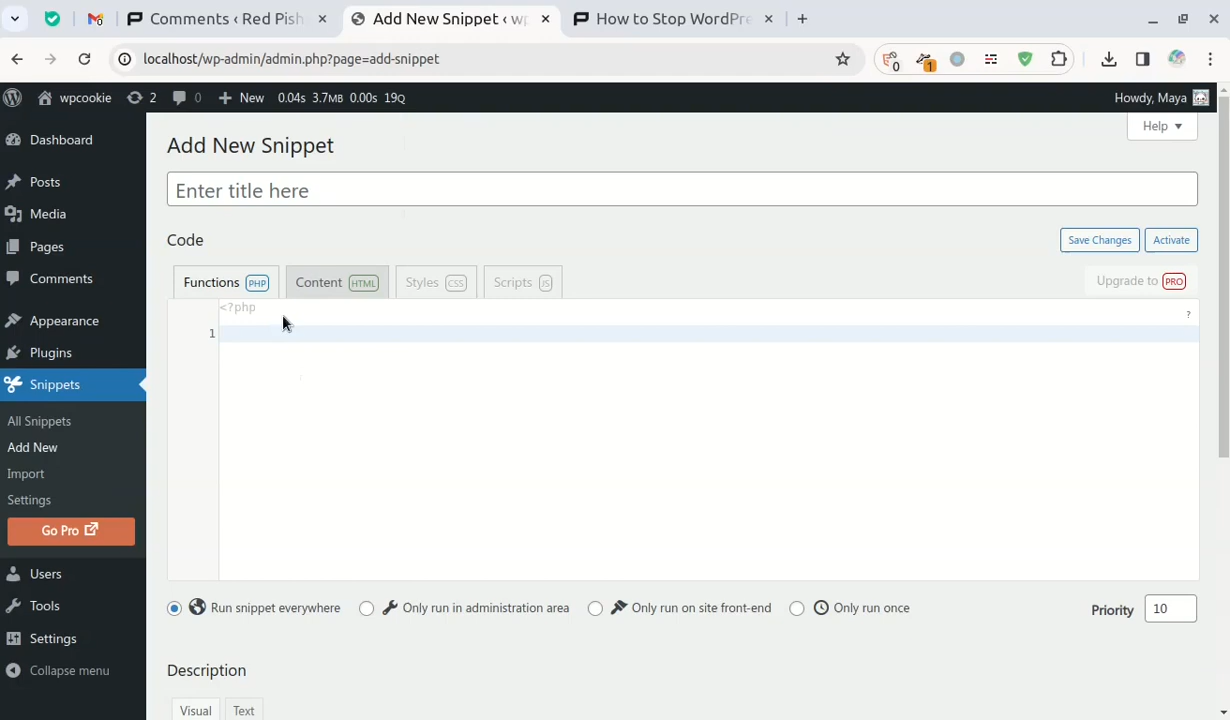 Comments ‹ Red Pish
Add New Snippet ‹ wp
How to Stop WordPre
localhost/wp-admin/admin.php?page=add-snippet
0
1
wpcookie
2
0
New
0.04s 3.7MB 0.00s 19Q
Howdy, Maya
Dashboard
Posts
Media
Pages
Comments
Appearance
Plugins
Snippets
All Snippets
Add New
Import
Settings
Go Pro
Users
Tools
Settings
Collapse menu
Help
Add New Snippet
Enter title here
Code
Save Changes
Activate
Functions PHP
Content HTML
Styles CSS
Scripts JS
Upgrade to PRO
<?php
?
1
Run snippet everywhere
Only run in administration area
Only run on site front-end
Only run once
Priority
10
Description
Visual
Text